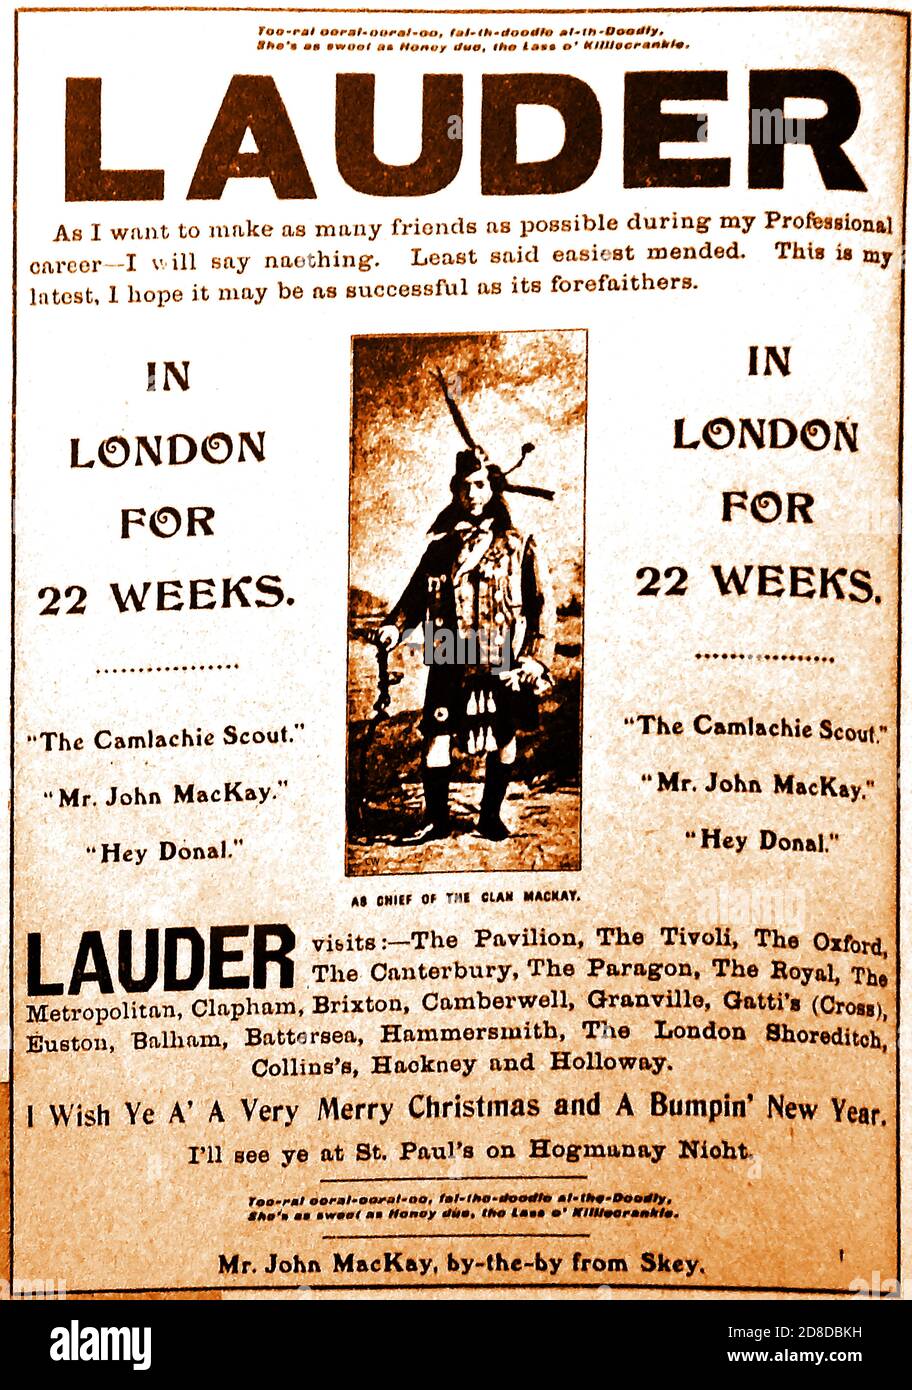 Too-ral ooral-ooral-oo, fal-th-doodle al-th-Doodly,
She's as sweet as Honey due, the Lass o' Killiecrankie.
LAUDER
As I want to make as many friends as possible during my Professional
career--I will say naething. Least said easiest mended. This is my
latest, I hope it may be as successful as its forefaithers.
IN
LONDON
FOR
22 WEEKS.
"The Camlachie Scout."
"Mr. John MacKay."
"Hey Donal."
CW
AS CHIEF OF THE CLAN MACKAY.
IN
LONDON
FOR
22 WEEKS.
"The Camlachie Scout."
"Mr. John MacKay."
"Hey Donal."
LAUDER visits:—The Pavilion, The Tivoli, The Oxford,
The Canterbury, The Paragon, The Royal, The
Metropolitan, Clapham, Brixton, Camberwell, Granville, Gatti's (Cross),
Euston, Balham, Battersea, Hammersmith, The London Shoreditch,
Collins's, Hackney and Holloway.
I Wish Ye A' A Very Merry Christmas and A Bumpin' New Year.
I'll see ye at St. Paul's on Hogmanay Nicht.
Too-ral ooral-ooral-oo, fal-the-doodle al-the-Doodly,
She's as sweet as Honey due, the Lass o' Killiecrankie.
Mr. John MacKay, by-the-by from Skey.
alamy
alamy
Image ID: 2D8DBKH
www.alamy.com